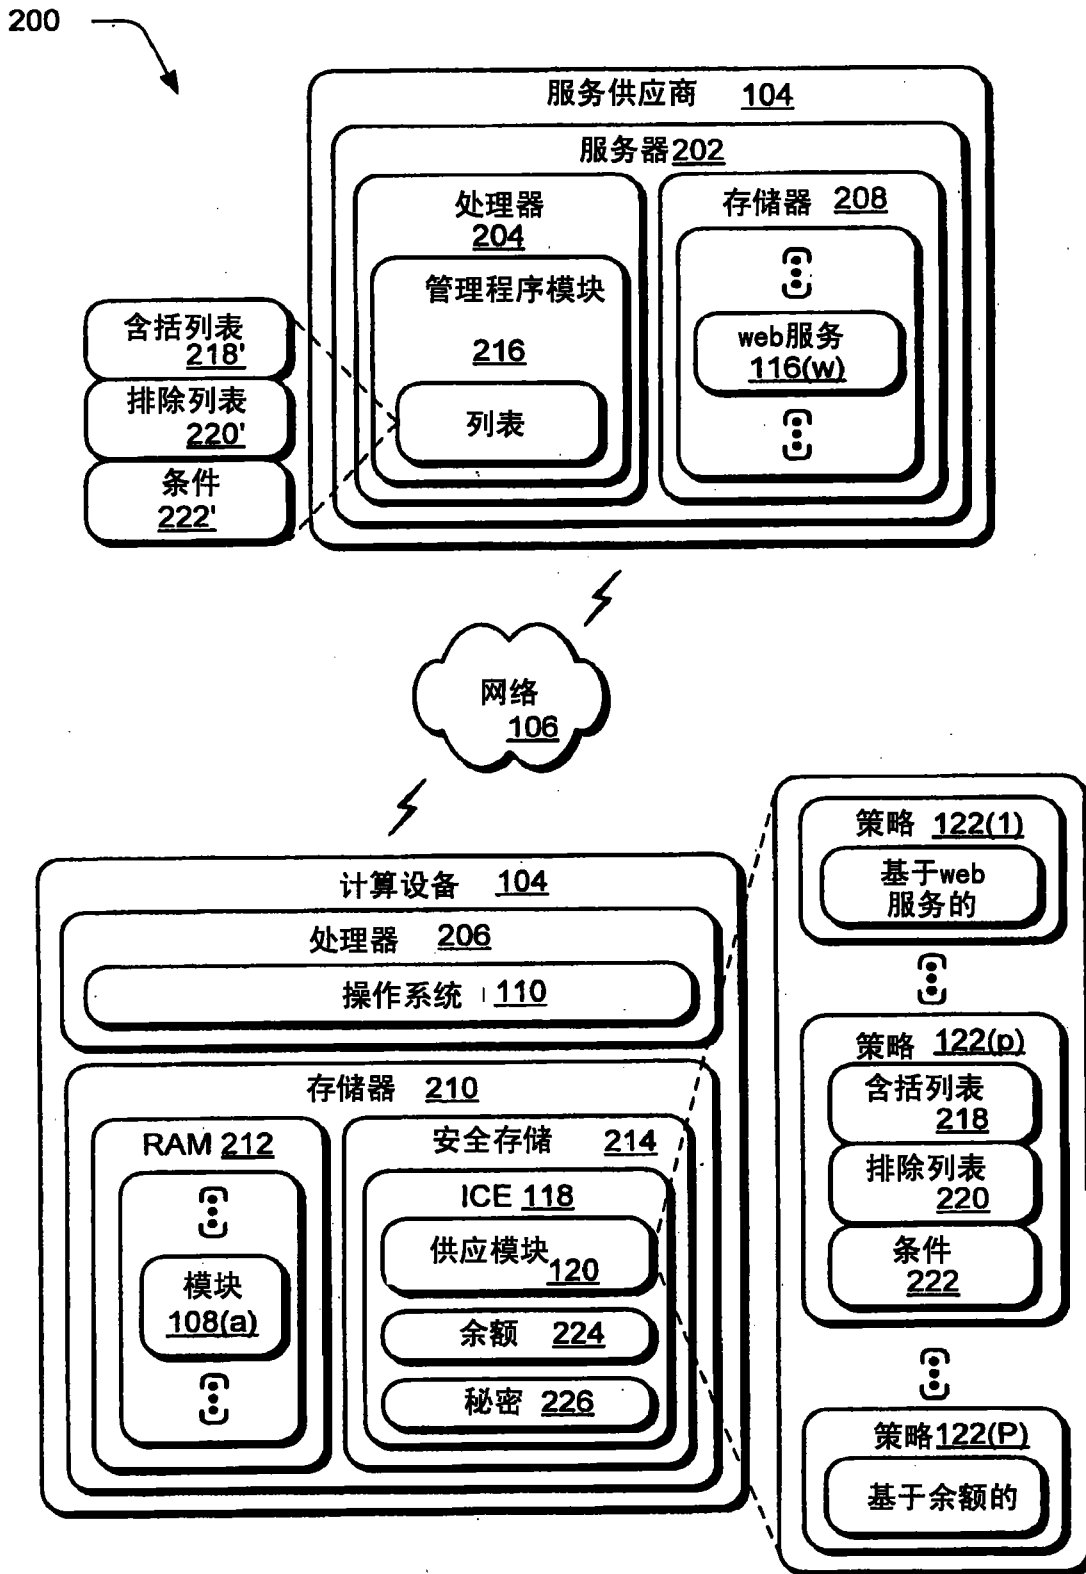 200
服务供应商 104
服务器202
处理器
204
存储器 208
管理程序模块
216
列表
web服务
116(w)
含括列表
218'
排除列表
220'
条件
222'
网络
106
计算设备 104
处理器 206
操作系统 110
存储器 210
RAM 212
模块
108(a)
安全存储 214
ICE 118
供应模块
120
余额 224
秘密 226
策略 122(1)
基于web
服务的
策略 122(p)
含括列表
218
排除列表
220
条件
222
策略122(P)
基于余额的